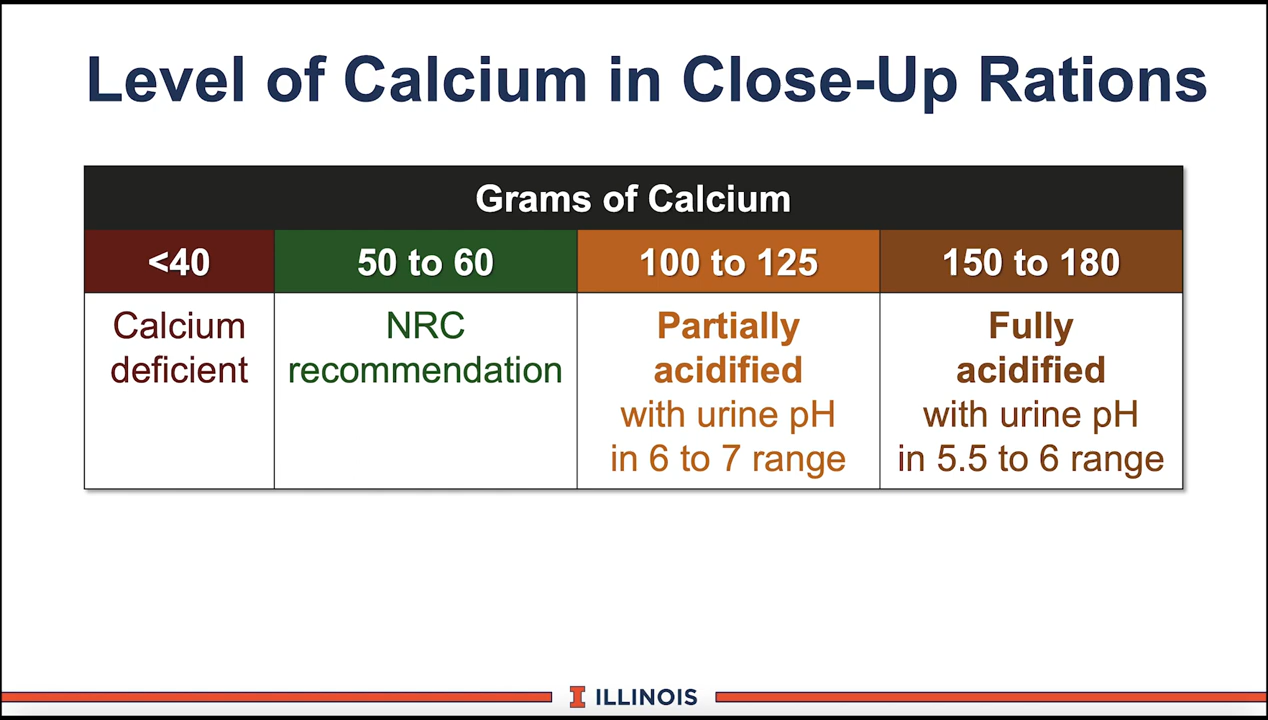 Level of Calcium in Close-Up Rations
Grams of Calcium
<40
50 to 60
100 to 125
150 to 180
Calcium
deficient
NRC
recommendation
Partially
acidified
with urine pH
in 6 to 7 range
Fully
acidified
with urine pH
in 5.5 to 6 range
I ILLINOIS